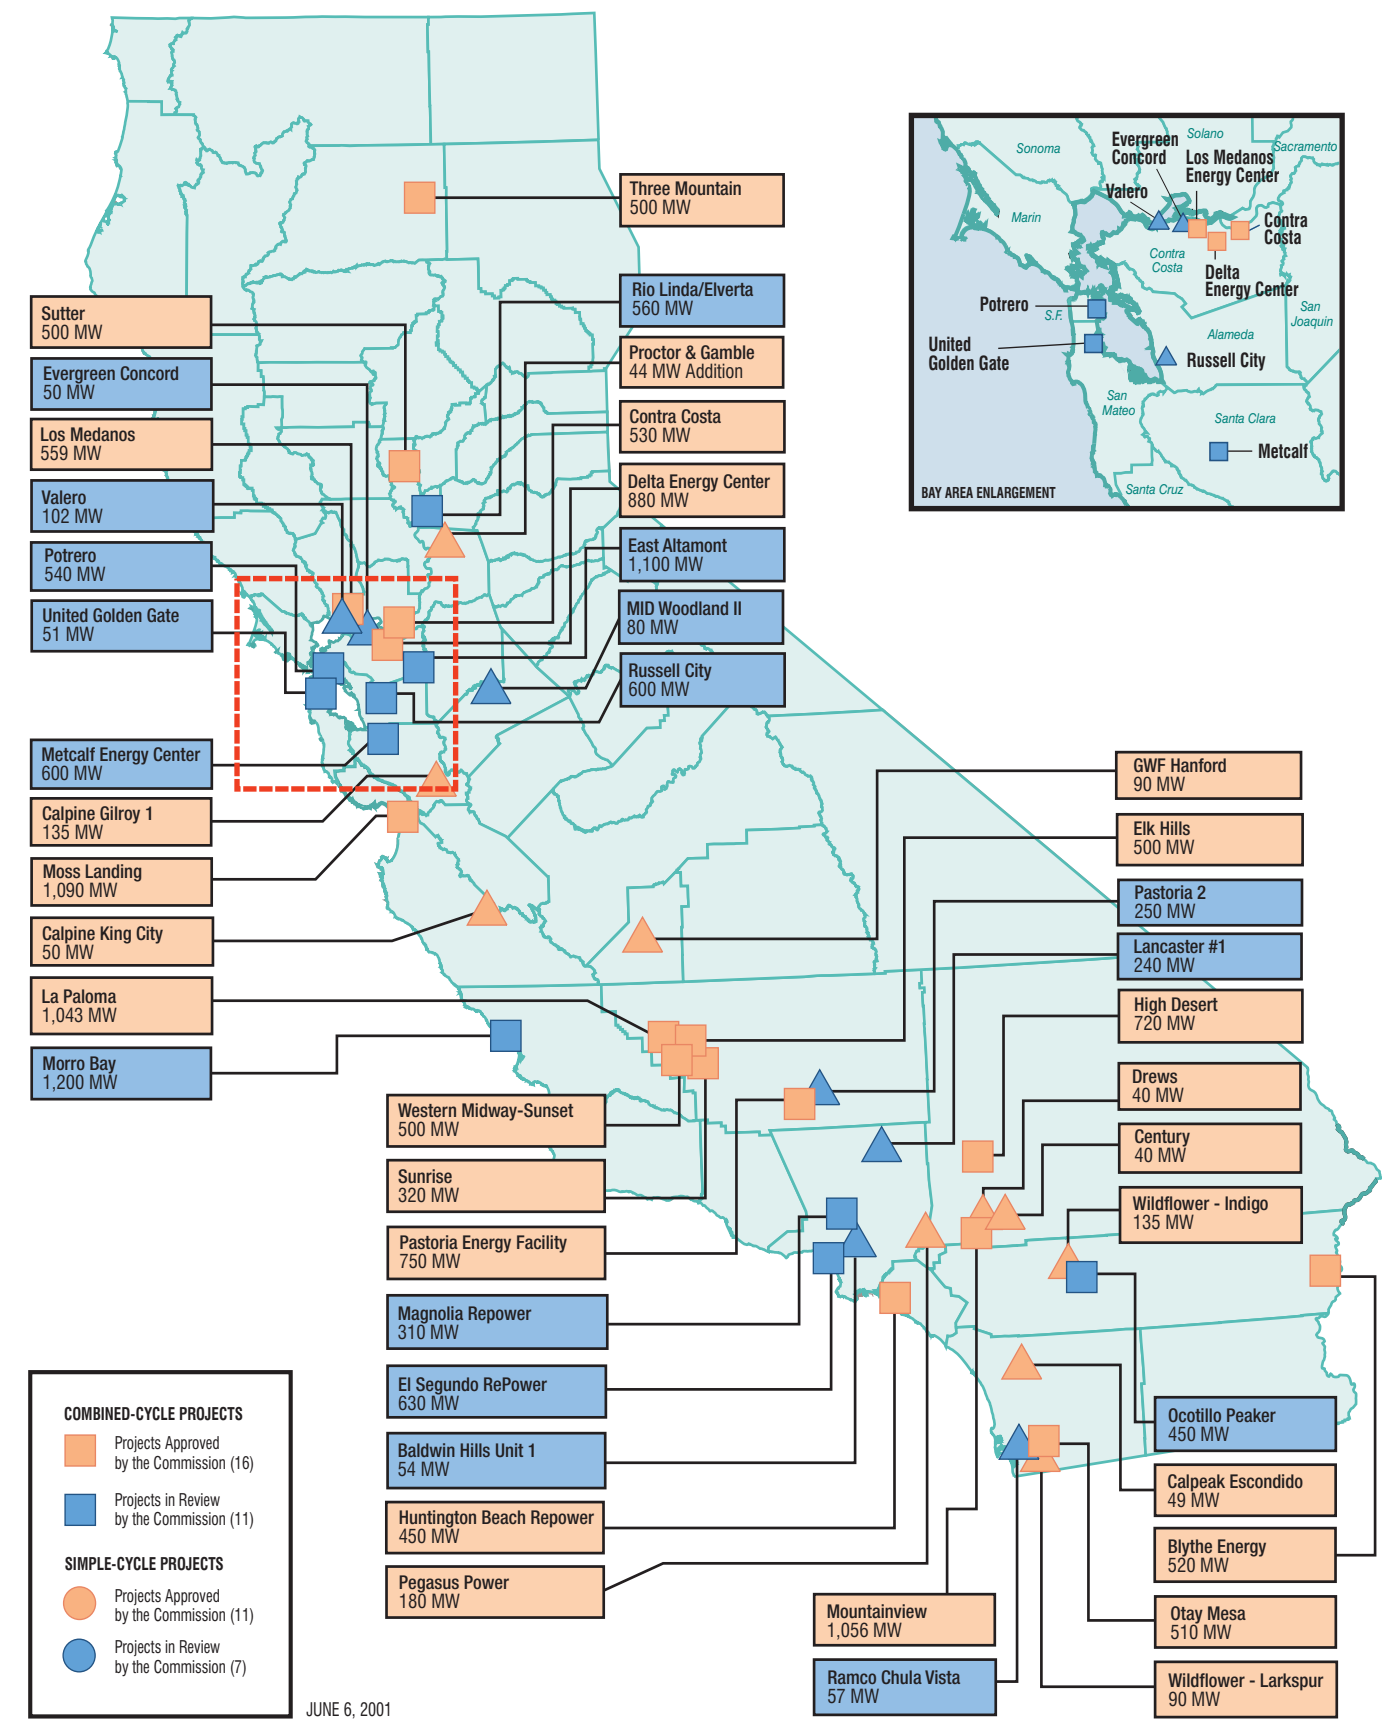 Three Mountain
500 MW
Rio Linda/Elverta
560 MW
Proctor & Gamble
44 MW Addition
Contra Costa
530 MW
Delta Energy Center
880 MW
East Altamont
1,100 MW
MID Woodland II
80 MW
Russell City
600 MW
Sutter
500 MW
Evergreen Concord
50 MW
Los Medanos
559 MW
Valero
102 MW
Potrero
540 MW
United Golden Gate
51 MW
Metcalf Energy Center
600 MW
Calpine Gilroy 1
135 MW
Moss Landing
1,090 MW
Calpine King City
50 MW
La Paloma
1,043 MW
Morro Bay
1,200 MW
Sonoma
Evergreen
Concord
Solano
Sacramento
Los Medanos
Energy Center
Valero
Marin
Contra
Costa
Contra
Costa
Delta
Energy Center
Potrero
S.F.
San
Joaquin
Alameda
United
Golden Gate
Russell City
San
Mateo
Santa Clara
Metcalf
Santa Cruz
BAY AREA ENLARGEMENT
GWF Hanford
90 MW
Elk Hills
500 MW
Pastoria 2
250 MW
Lancaster #1
240 MW
High Desert
720 MW
Drews
40 MW
Century
40 MW
Wildflower - Indigo
135 MW
Western Midway-Sunset
500 MW
Sunrise
320 MW
Pastoria Energy Facility
750 MW
Magnolia Repower
310 MW
El Segundo RePower
630 MW
Baldwin Hills Unit 1
54 MW
Huntington Beach Repower
450 MW
Pegasus Power
180 MW
Ocotillo Peaker
450 MW
Calpeak Escondido
49 MW
Blythe Energy
520 MW
Otay Mesa
510 MW
Wildflower - Larkspur
90 MW
Mountainview
1,056 MW
Ramco Chula Vista
57 MW
COMBINED-CYCLE PROJECTS
Projects Approved
by the Commission (16)
Projects in Review
by the Commission (11)
SIMPLE-CYCLE PROJECTS
Projects Approved
by the Commission (11)
Projects in Review
by the Commission (7)
JUNE 6, 2001